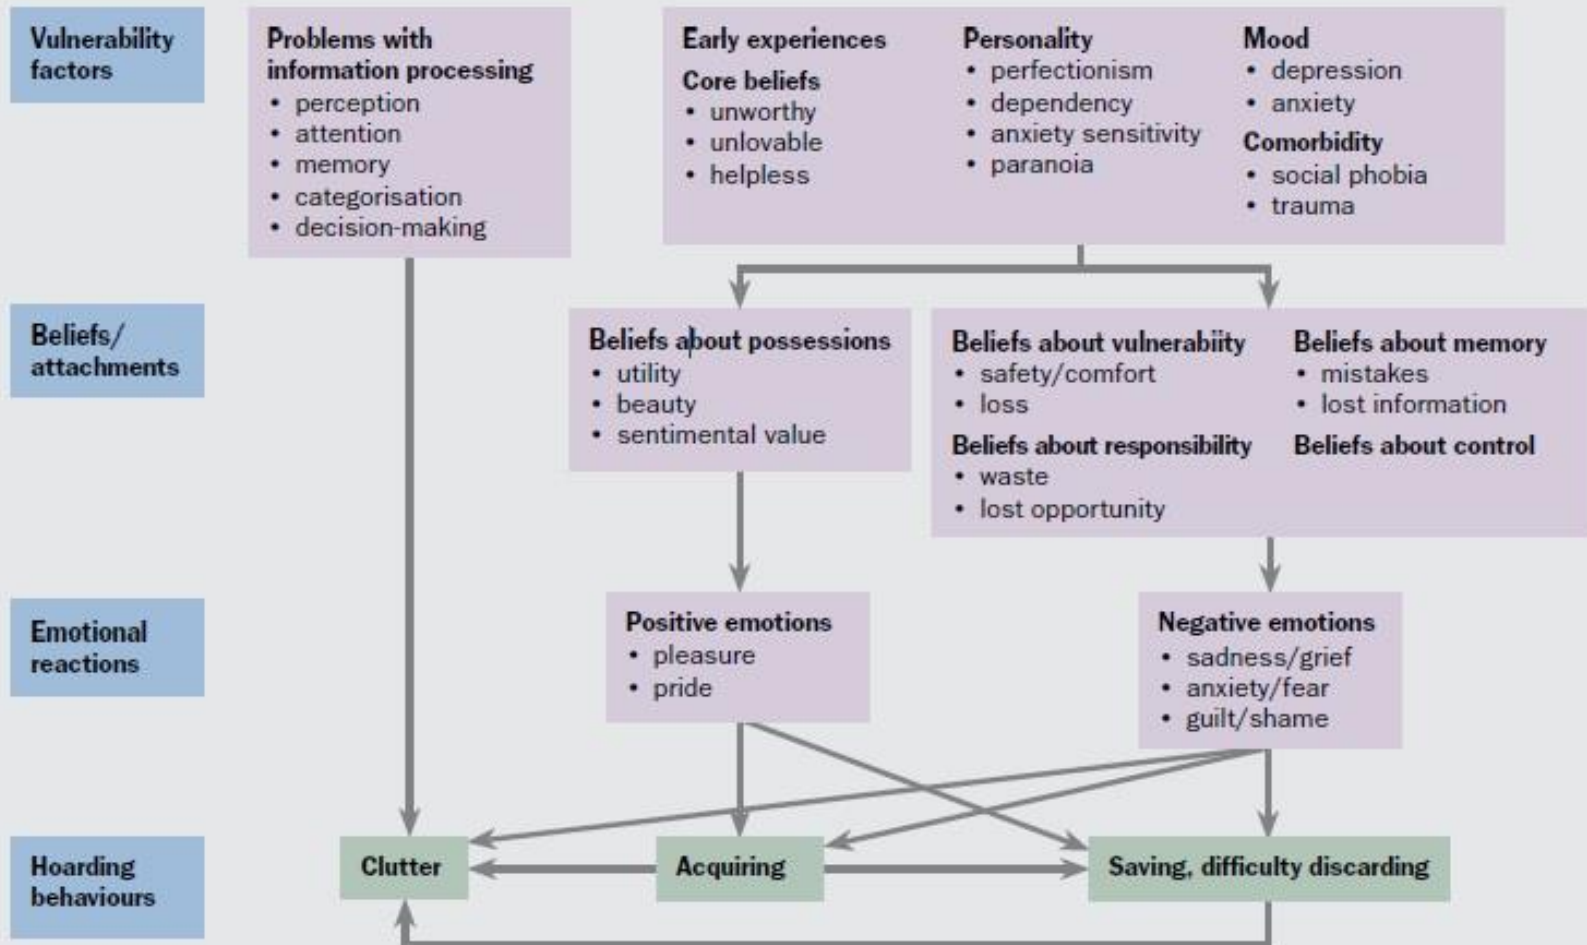 Vulnerability
factors
Problems with
information processing
• perception
• attention
• memory
• categorisation
• decision-making
Early experiences
Core beliefs
• unworthy
• unlovable
• helpless
Personality
• perfectionism
• dependency
• anxiety sensitivity
• paranoia
Mood
• depression
• anxiety
Comorbidity
• social phobia
• trauma
Beliefs/
attachments
Beliefs about possessions
• utility
• beauty
• sentimental value
Beliefs about vulnerabiity
• safety/comfort
• loss
Beliefs about responsibility
• waste
• lost opportunity
Beliefs about memory
• mistakes
• lost information
Beliefs about control
Emotional
reactions
Positive emotions
• pleasure
• pride
Negative emotions
• sadness/grief
• anxiety/fear
• guilt/shame
Hoarding
behaviours
Clutter
Acquiring
Saving, difficulty discarding